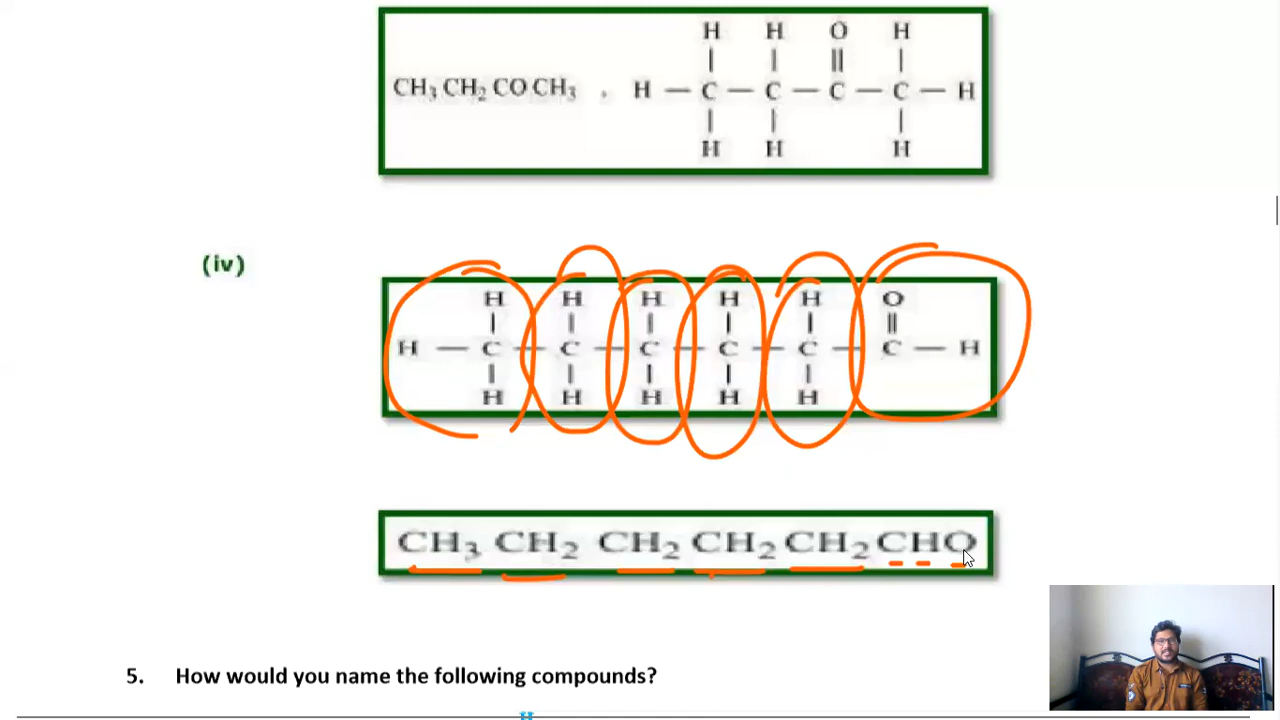 H H O H
CH₃ CH₂ CO CH₃ , H — C — C — C — C — H
H H H
(iv)
H H H H H O
H — C — C — C — C — C — C — H
H H H H H
CH₃ CH₂ CH₂ CH₂ CH₂ CHO
5. How would you name the following compounds?
H